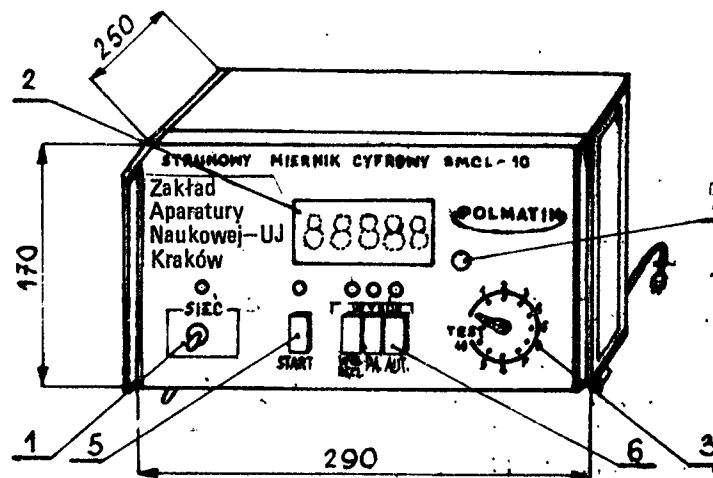 250
2
STRUNOWY MIERNIK CYFROWY SMCL-10
Zakład
Aparatury
Naukowej-UJ
Kraków
88888
POLMATIK
170
SIEĆ
START
P.A. AUT.
TEST
1
5
290
6
3